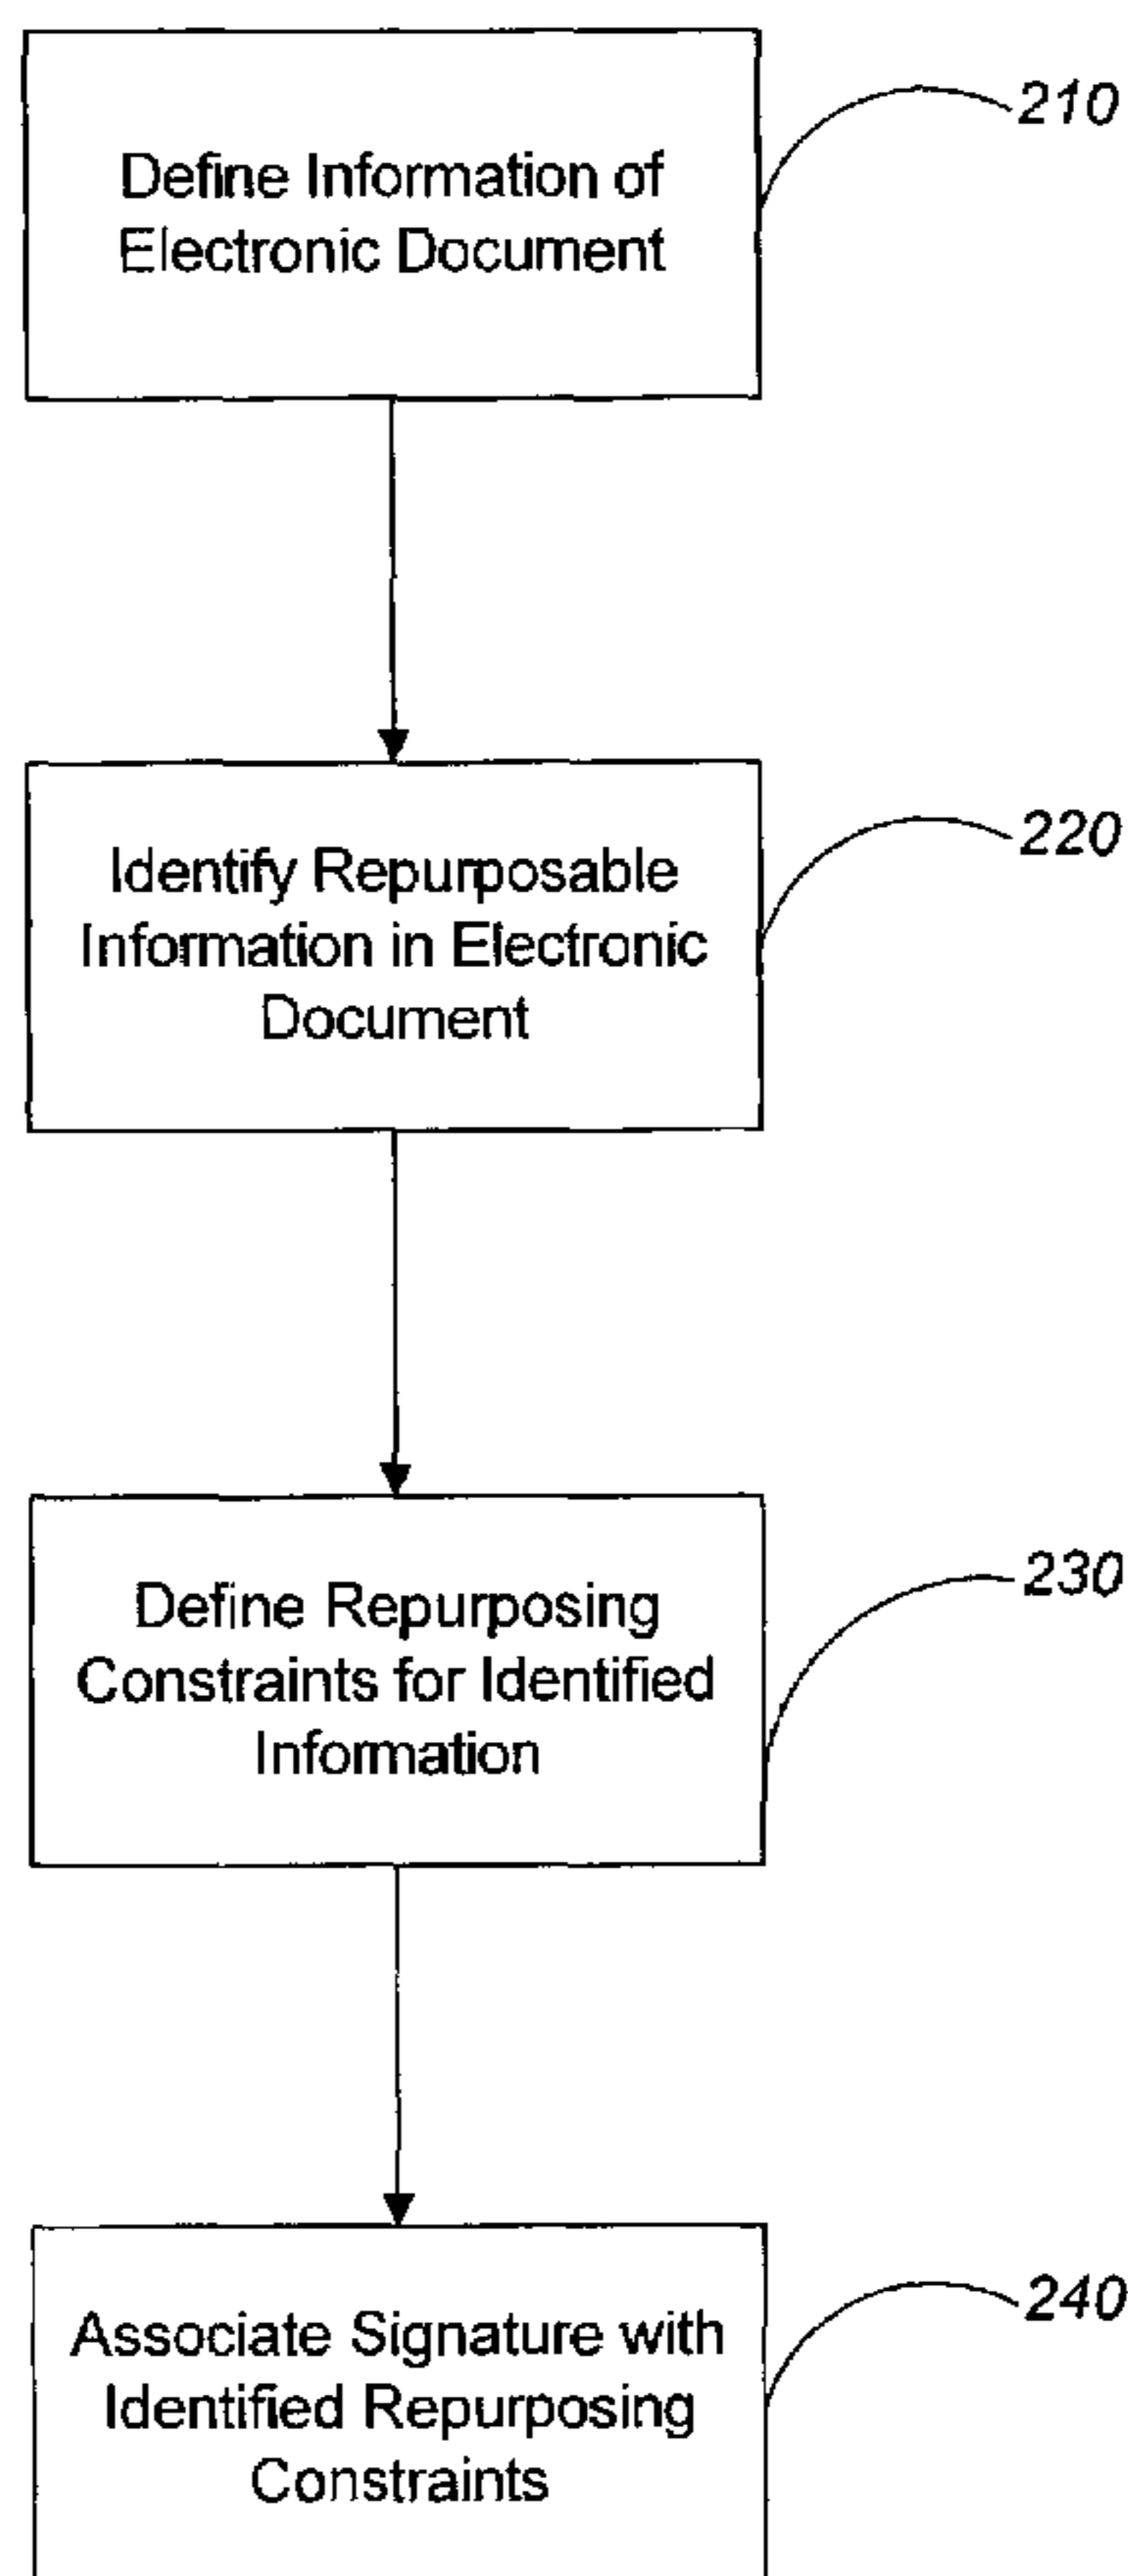 Define Information of
Electronic Document
210
Identify Repurposable
Information in Electronic
Document
220
Define Repurposing
Constraints for Identified
Information
230
Associate Signature with
Identified Repurposing
Constraints
240